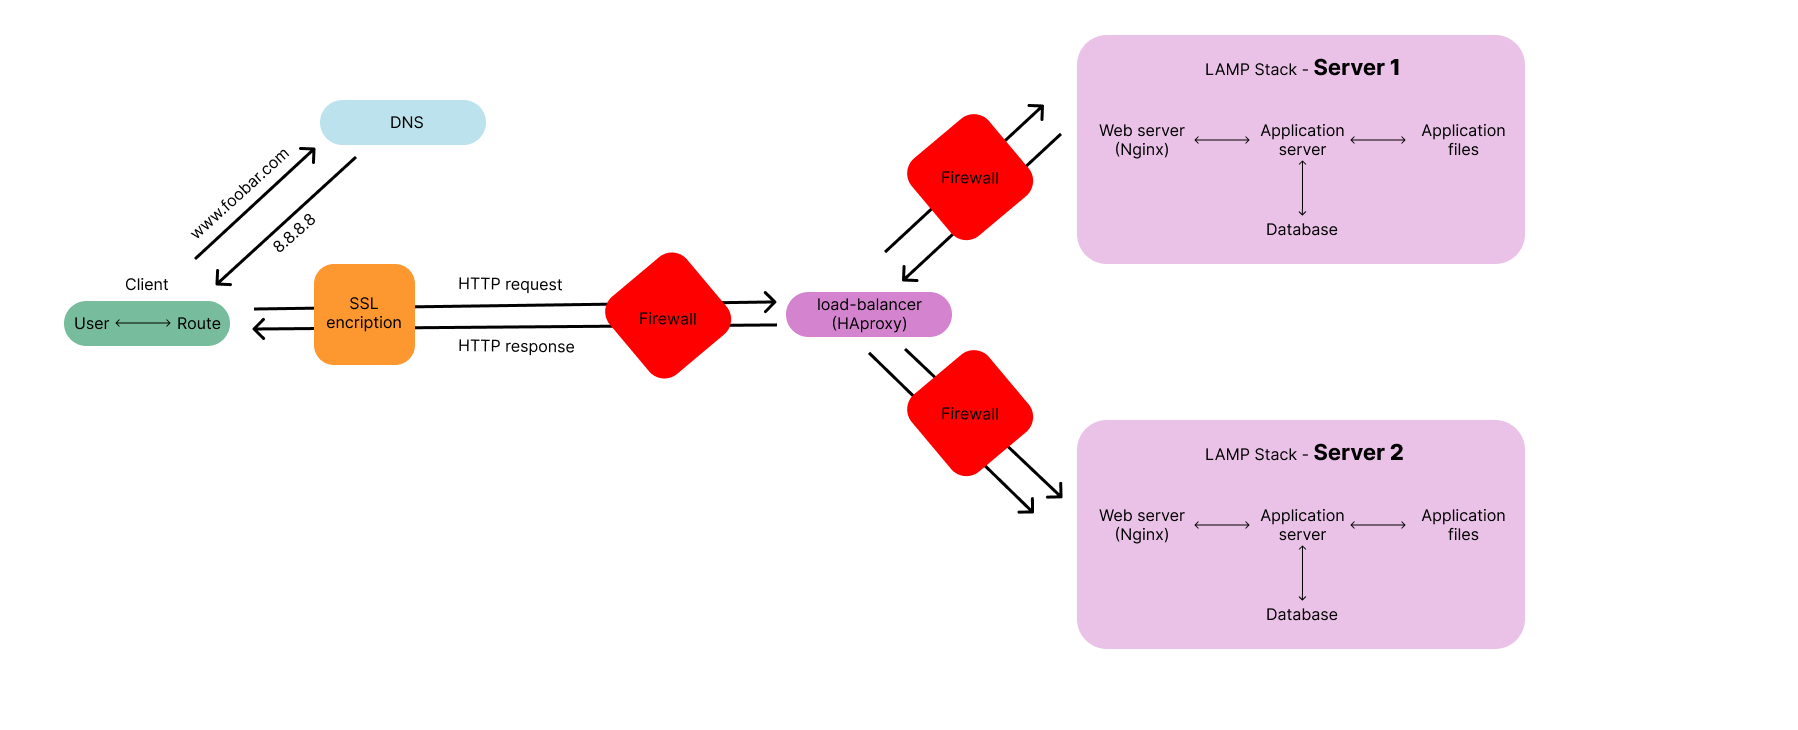 DNS
www.foobar.com
8.8.8.8
Client
User
Route
SSL
encription
HTTP request
HTTP response
Firewall
load-balancer
(HAproxy)
Firewall
Firewall
LAMP Stack - Server 1
Web server
(Nginx)
Application
server
Application
files
Database
LAMP Stack - Server 2
Web server
(Nginx)
Application
server
Application
files
Database